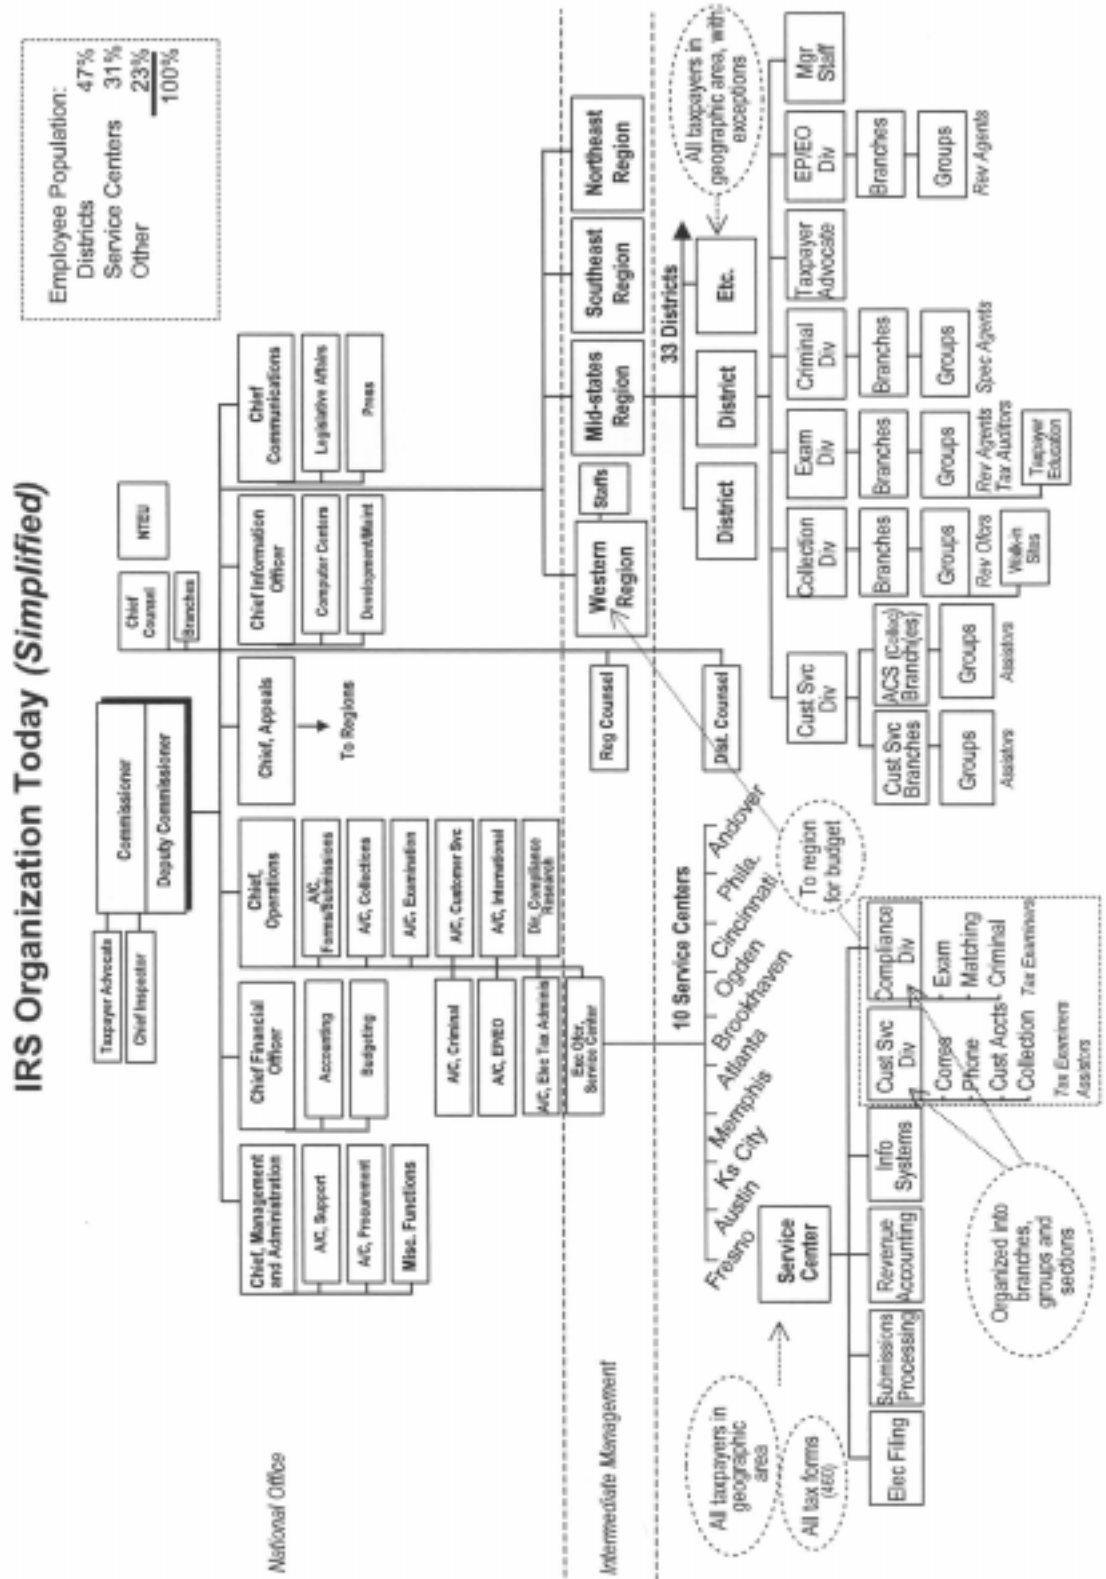 IRS Organization Today (Simplified)
Employee Population:
Districts 47%
Service Centers 31%
Other 23%
100%
Commissioner
Deputy Commissioner
Taxpayer Advocate
Chief Inspector
Chief
Counsel
Branches
NTEU
National Office
Chief, Management
and Administration
A/C, Support
A/C, Procurement
Misc. Functions
Chief Financial
Officer
Accounting
Budgeting
Chief,
Operations
A/C,
Forms/Submissions
A/C, Collections
A/C, Examination
A/C, Customer Svc
A/C, International
Dir, Compliance
Research
A/C, Criminal
A/C, EP/EO
A/C, Elec Tax Admin
Exc Ofcr,
Service Center
Chief, Appeals
To Regions
Chief Information
Officer
Computer Centers
Development/Maint
Chief
Communications
Legislative Affairs
Press
Intermediate Management
Reg Counsel
Western
Region
Staffs
Mid-states
Region
Southeast
Region
Northeast
Region
10 Service Centers
Fresno
Austin
Ks City
Memphis
Atlanta
Brookhaven
Ogden
Cincinnati
Phila.
Andover
Dist. Counsel
33 Districts
District
District
Etc.
All taxpayers in
geographic area, with
exceptions
All taxpayers in
geographic
area
All tax forms
(460)
Service
Center
To region
for budget
Elec Filing
Submissions
Processing
Revenue
Accounting
Info
Systems
Cust Svc
Div
Corres
Phone
Cust Accts
Collection
Tax Examiners
Assistors
Compliance
Div
Exam
Matching
Criminal
Tax Examiners
Organized into
branches,
groups and
sections
Cust Svc
Div
Cust Svc
Branches
Groups
Assistors
ACS (Collec)
Branch(es)
Groups
Assistors
Collection
Div
Branches
Groups
Rev Ofcrs
Walk-in
Sites
Exam
Div
Branches
Groups
Rev Agents
Tax Auditors
Taxpayer
Education
Criminal
Div
Branches
Groups
Spec Agents
Taxpayer
Advocate
EP/EO
Div
Branches
Groups
Rev Agents
Mgr
Staff